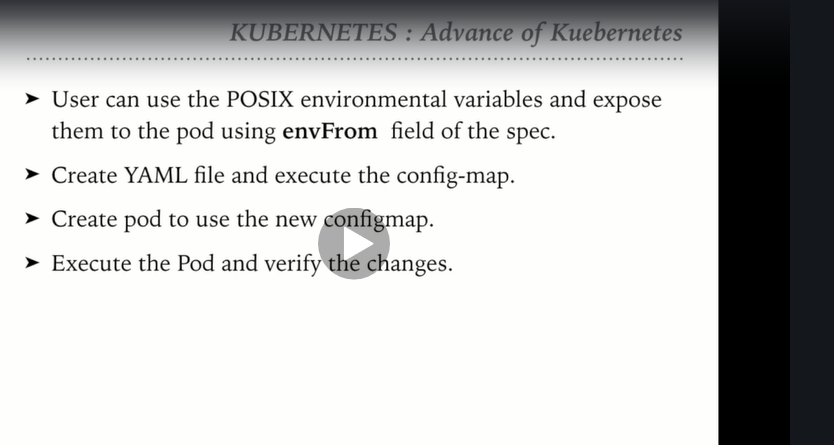 KUBERNETES : Advance of Kuebernetes
➤ User can use the POSIX environmental variables and expose
them to the pod using envFrom field of the spec.
➤ Create YAML file and execute the config-map.
➤ Create pod to use the new configmap.
➤ Execute the Pod and verify the changes.